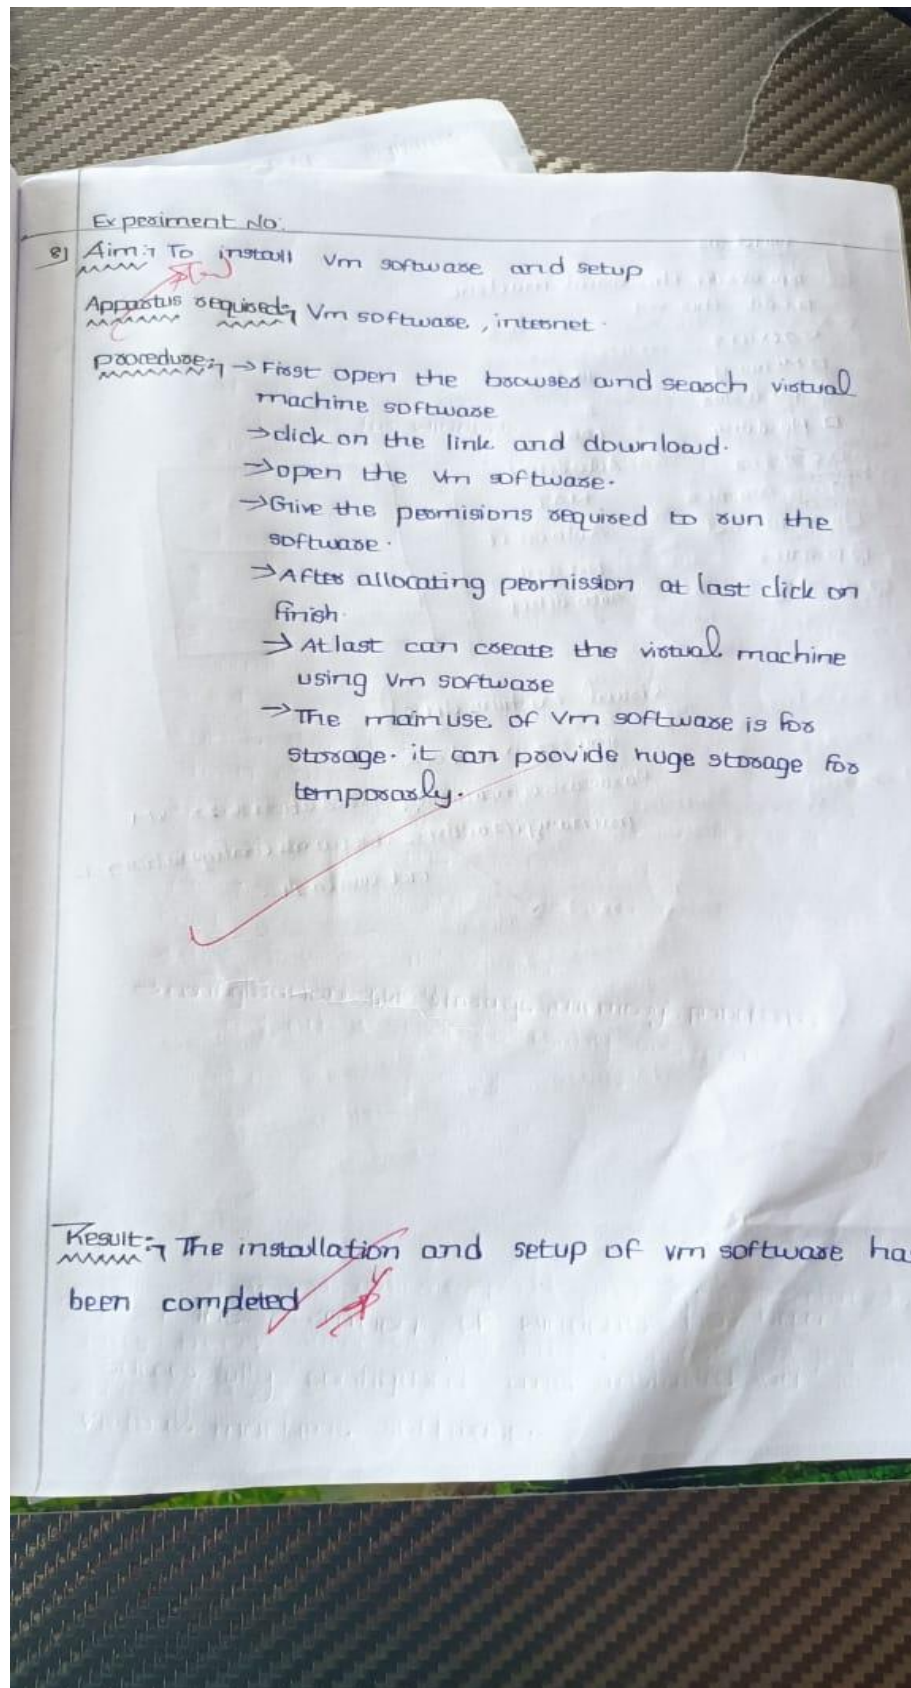 Experiment No:
8) Aim:- To install Vm software and setup
Appartus required:- Vm software, internet.
procedure:- → First open the browser and search virtual
machine software
→ click on the link and download.
→ open the Vm software.
→ Give the permisions required to run the
software.
→ After allocating permission at last click on
finish.
→ At last can create the virtual machine
using Vm software
→ The main use of Vm software is for
storage. it can provide huge storage for
temporarly.
Result:- The installation and setup of vm software ha
been completed